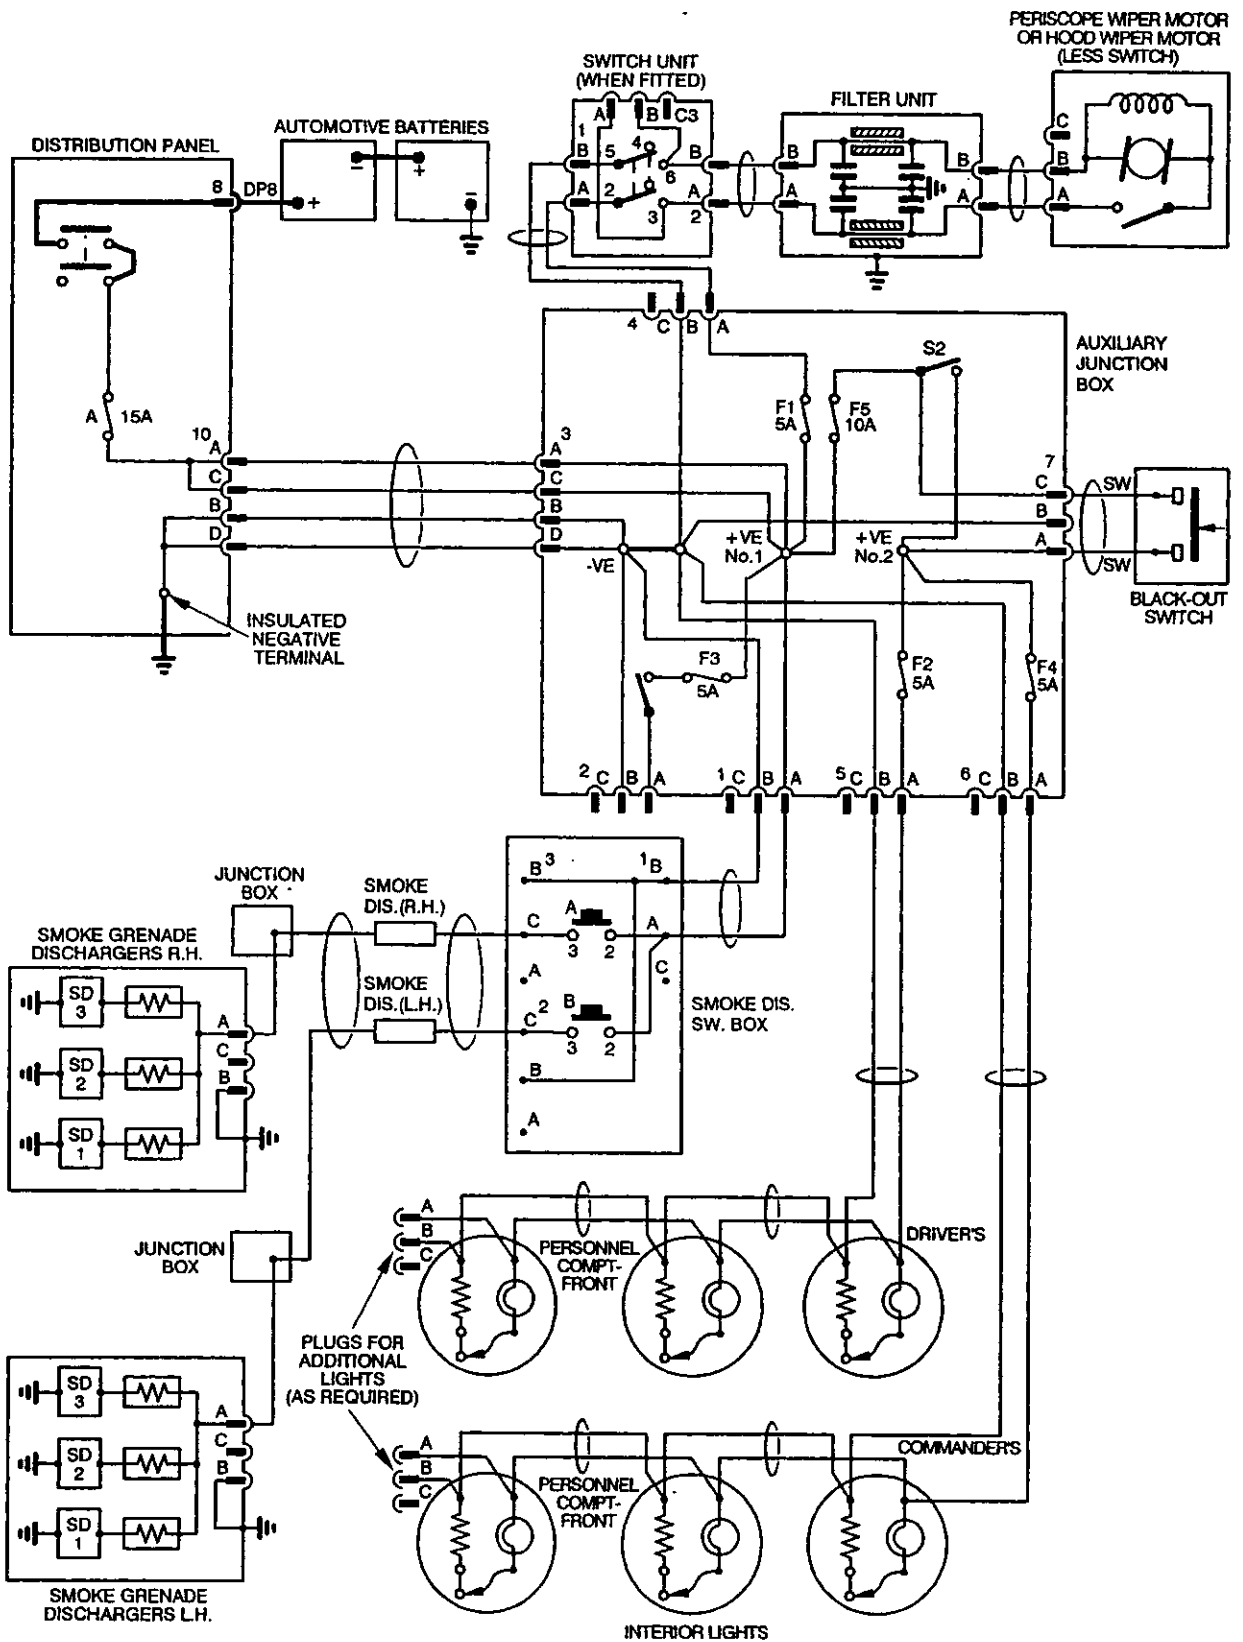 PERISCOPE WIPER MOTOR
OR HOOD WIPER MOTOR
(LESS SWITCH)
SWITCH UNIT
(WHEN FITTED)
FILTER UNIT
AUTOMOTIVE BATTERIES
DISTRIBUTION PANEL
A B C3
1
B 5 4 6 B
A 2 3 A
2
B B
A A
C
B
A
8 DP8
+ - + -
4 C B A
AUXILIARY
JUNCTION
BOX
S2
F1
5A
F5
10A
A 15A
10
A
C
B
D
3
A
C
B
D
7
C SW
B
A SW
-VE
+VE
No.1
+VE
No.2
BLACK-OUT
SWITCH
INSULATED
NEGATIVE
TERMINAL
F3
5A
F2
5A
F4
5A
2 C B A
1 C B A
5 C B A
6 C B A
JUNCTION
BOX
SMOKE
DIS.(R.H.)
B 3 1 B
C A A
3 2
A C
SMOKE GRENADE
DISCHARGERS R.H.
SD
3
SD
2
SD
1
A
C
B
SMOKE
DIS.(L.H.)
C 2 B
3 2
B
A
SMOKE DIS.
SW. BOX
JUNCTION
BOX
A
B
C
PERSONNEL
COMPT-
FRONT
DRIVER'S
PLUGS FOR
ADDITIONAL
LIGHTS
(AS REQUIRED)
SD
3
SD
2
SD
1
A
C
B
A
B
C
PERSONNEL
COMPT-
FRONT
COMMANDER'S
SMOKE GRENADE
DISCHARGERS L.H.
INTERIOR LIGHTS